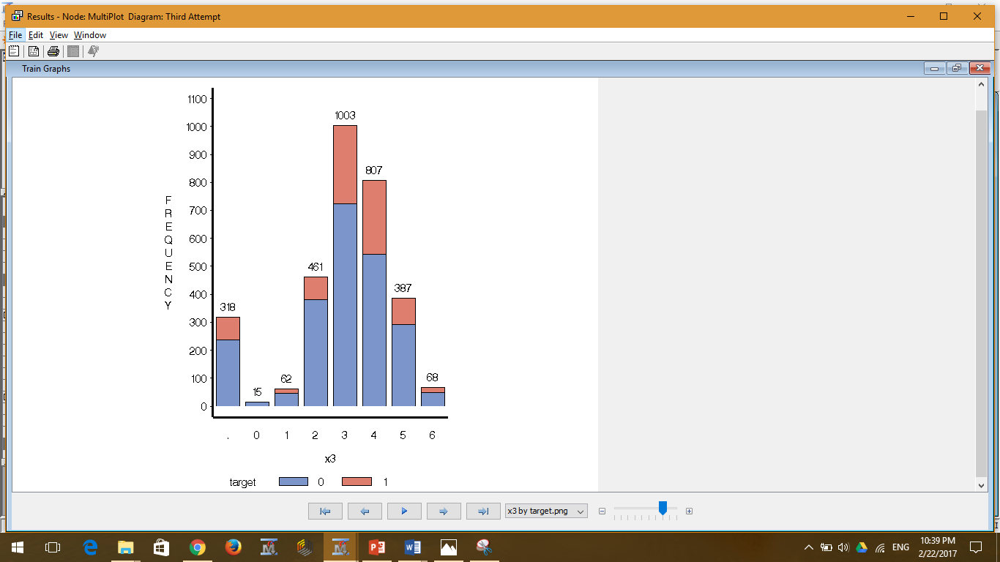 Results - Node: MultiPlot Diagram: Third Attempt
File Edit View Window
Train Graphs
1100
1000
900
800
700
600
500
400
300
200
100
0
FREQUENCY
318
15
62
461
1003
807
387
68
. 0 1 2 3 4 5 6
x3
target 0 1
x3 by target.png
ENG
10:39 PM
2/22/2017